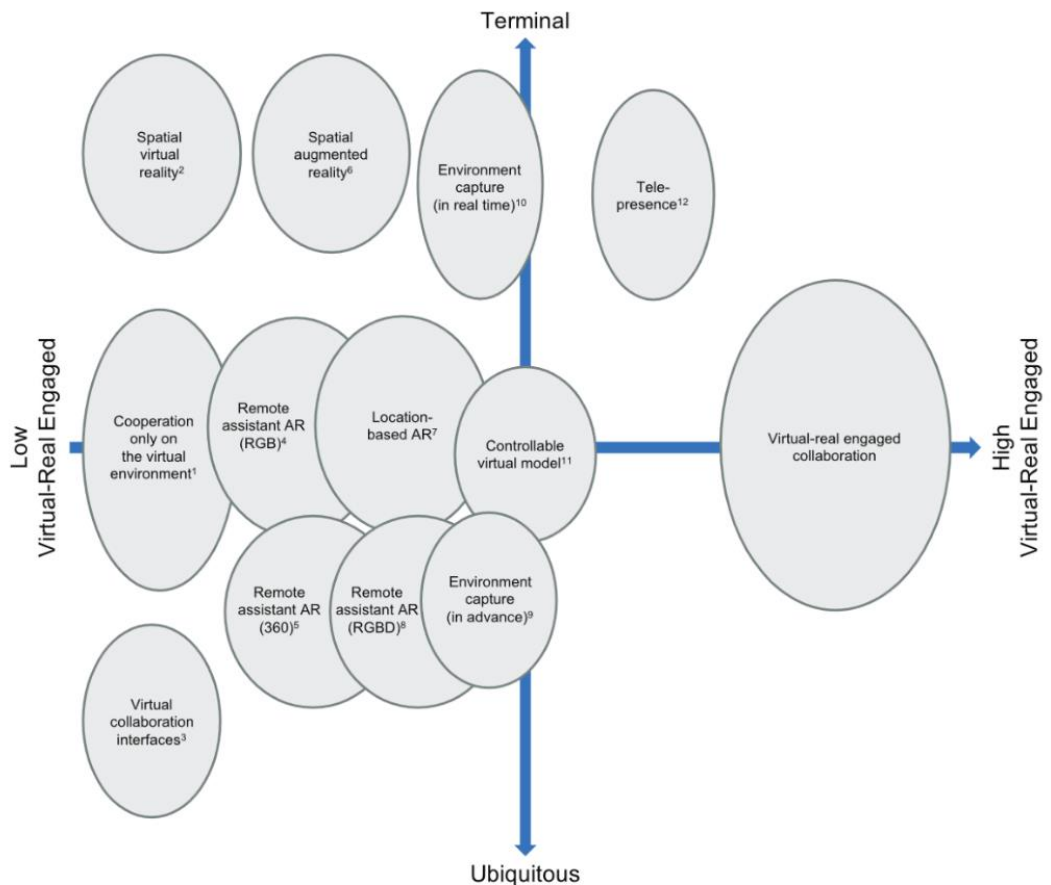 Terminal
Spatial
virtual
reality²
Spatial
augmented
reality⁶
Environment
capture
(in real time)¹⁰
Tele-
presence¹²
Low
Virtual-Real Engaged
Cooperation
only on
the virtual
environment¹
Remote
assistant AR
(RGB)⁴
Location-
based AR⁷
Controllable
virtual model¹¹
Virtual-real engaged
collaboration
High
Virtual-Real Engaged
Remote
assistant AR
(360)⁵
Remote
assistant AR
(RGBD)⁸
Environment
capture
(in advance)⁹
Virtual
collaboration
interfaces³
Ubiquitous